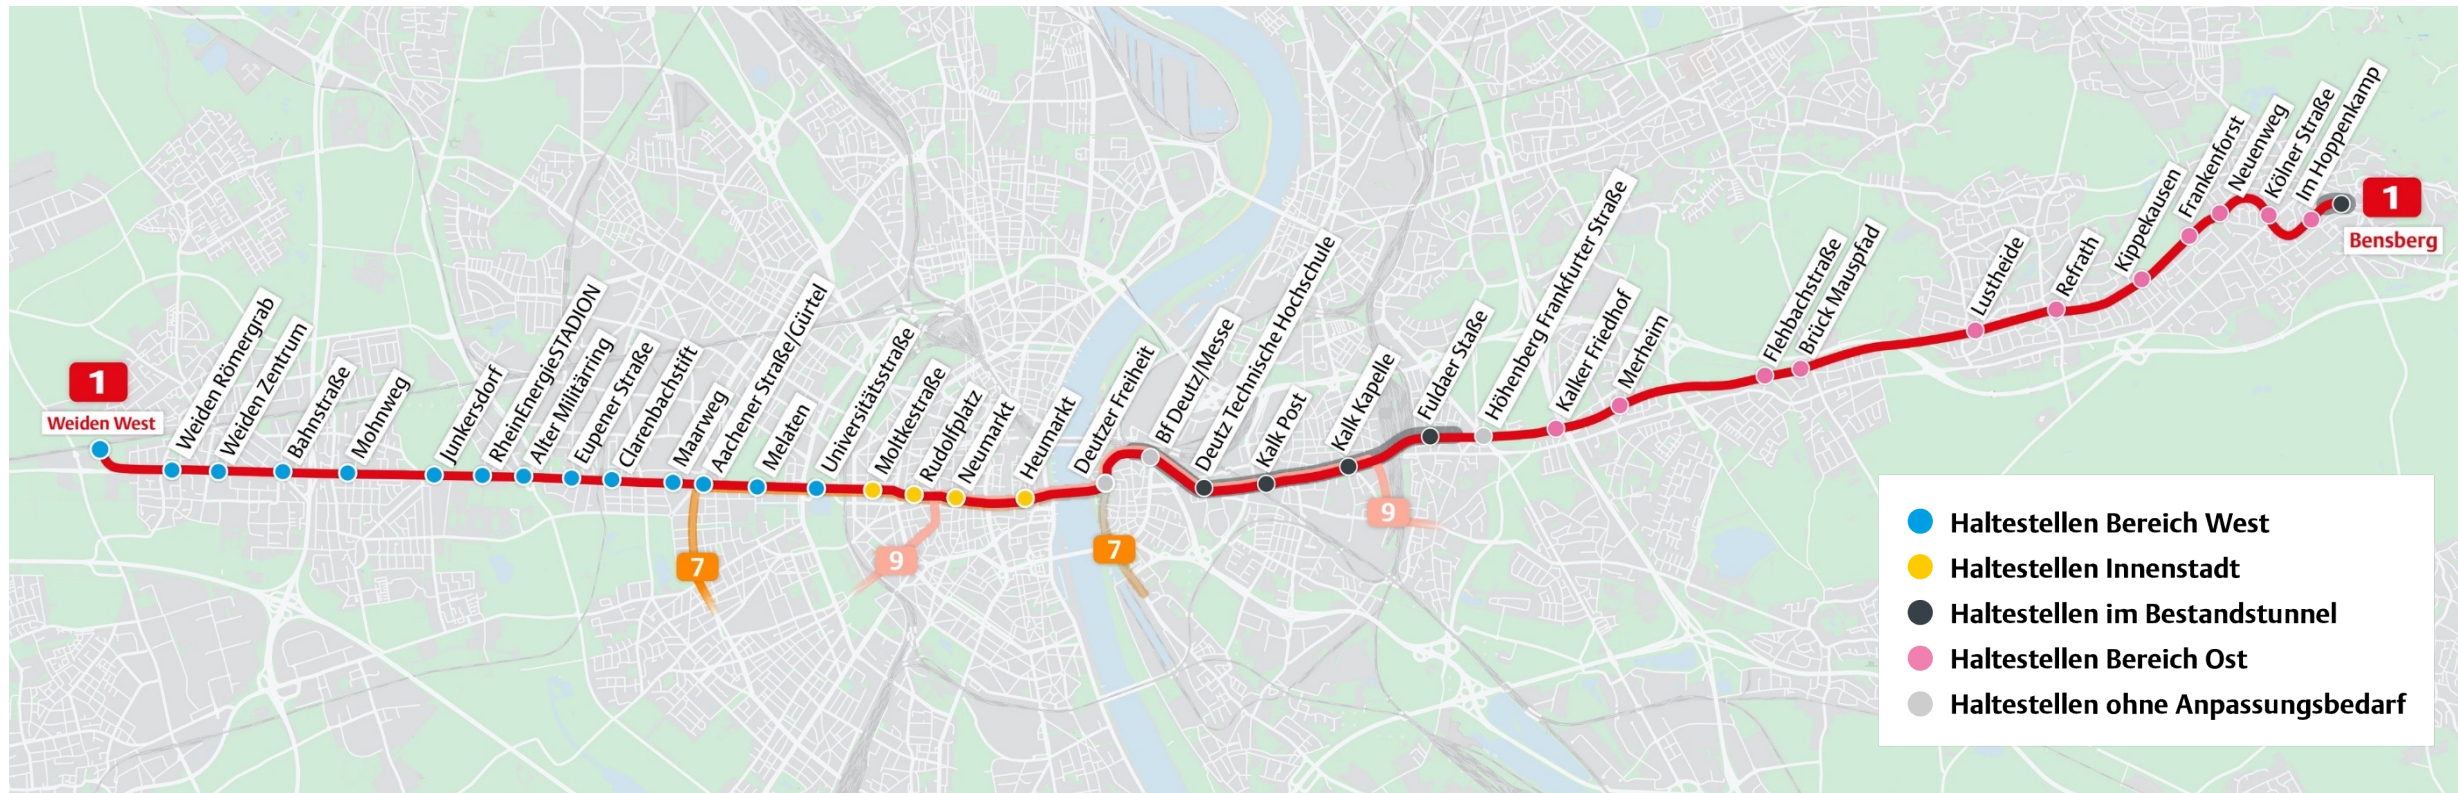 1
Weiden West
Weiden Römergrab
Weiden Zentrum
Bahnstraße
Mohnweg
Junkersdorf
RheinEnergieSTADION
Alter Militärring
Eupener Straße
Clarenbachstift
Maarweg
Aachener Straße/Gürtel
Melaten
Universitätsstraße
Moltkestraße
Rudolfplatz
Neumarkt
Heumarkt
Deutzer Freiheit
Bf Deutz/Messe
Deutz Technische Hochschule
Kalk Post
Kalk Kapelle
Fuldaer Staße
Höhenberg Frankfurter Straße
Kalker Friedhof
Merheim
Flehbachstraße
Brück Mauspfad
Lustheide
Refrath
Kippekausen
Frankenforst
Neuenweg
Kölner Straße
Im Hoppenkamp
1
Bensberg
7
9
7
9
Haltestellen Bereich West
Haltestellen Innenstadt
Haltestellen im Bestandstunnel
Haltestellen Bereich Ost
Haltestellen ohne Anpassungsbedarf